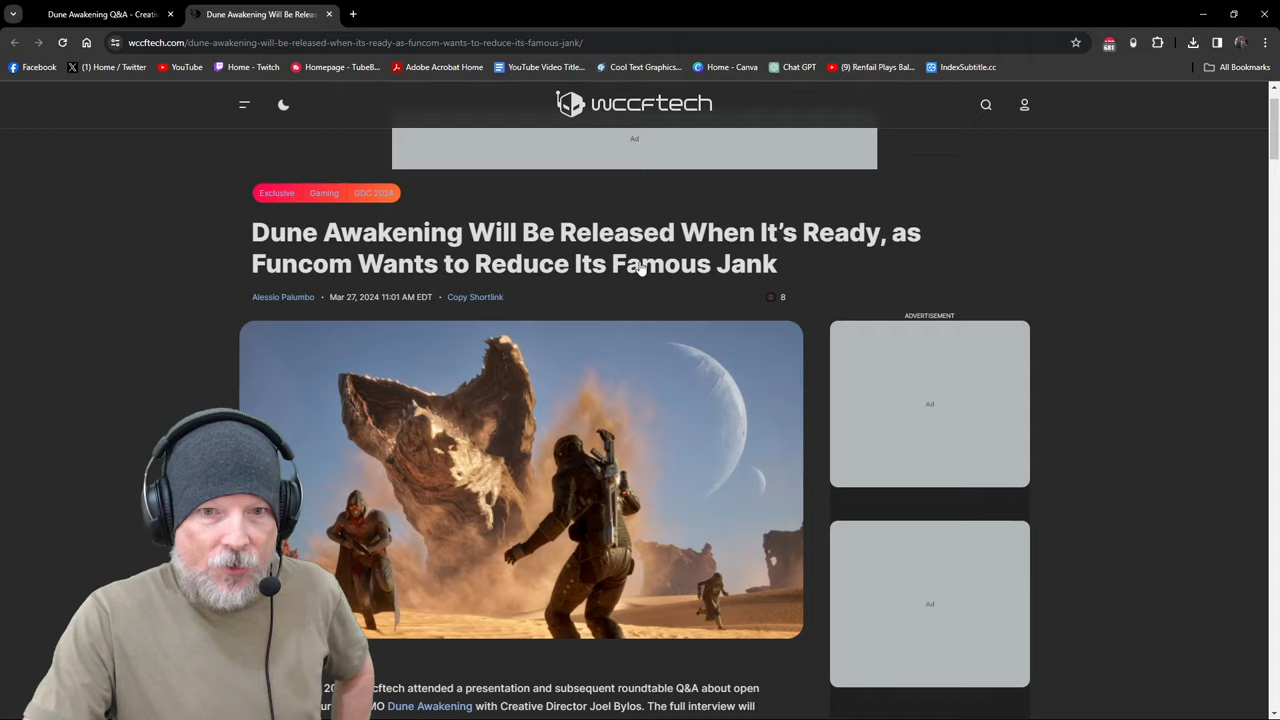 Dune Awakening Q&A - Creativ
Dune Awakening Will Be Releas
wccftech.com/dune-awakening-will-be-released-when-its-ready-as-funcom-wants-to-reduce-its-famous-jank/
681
Facebook
(1) Home / Twitter
YouTube
Home - Twitch
Homepage - TubeB...
Adobe Acrobat Home
YouTube Video Title...
Cool Text Graphics...
Home - Canva
Chat GPT
(9) Renfail Plays Bal...
IndexSubtitle.cc
All Bookmarks
wccftech
Ad
Exclusive Gaming GDC 2024
Dune Awakening Will Be Released When It's Ready, as
Funcom Wants to Reduce Its Famous Jank
Alessio Palumbo • Mar 27, 2024 11:01 AM EDT • Copy Shortlink
8
ADVERTISEMENT
Ad
Ad
ccftech attended a presentation and subsequent roundtable Q&A about open
MO Dune Awakening with Creative Director Joel Bylos. The full interview will